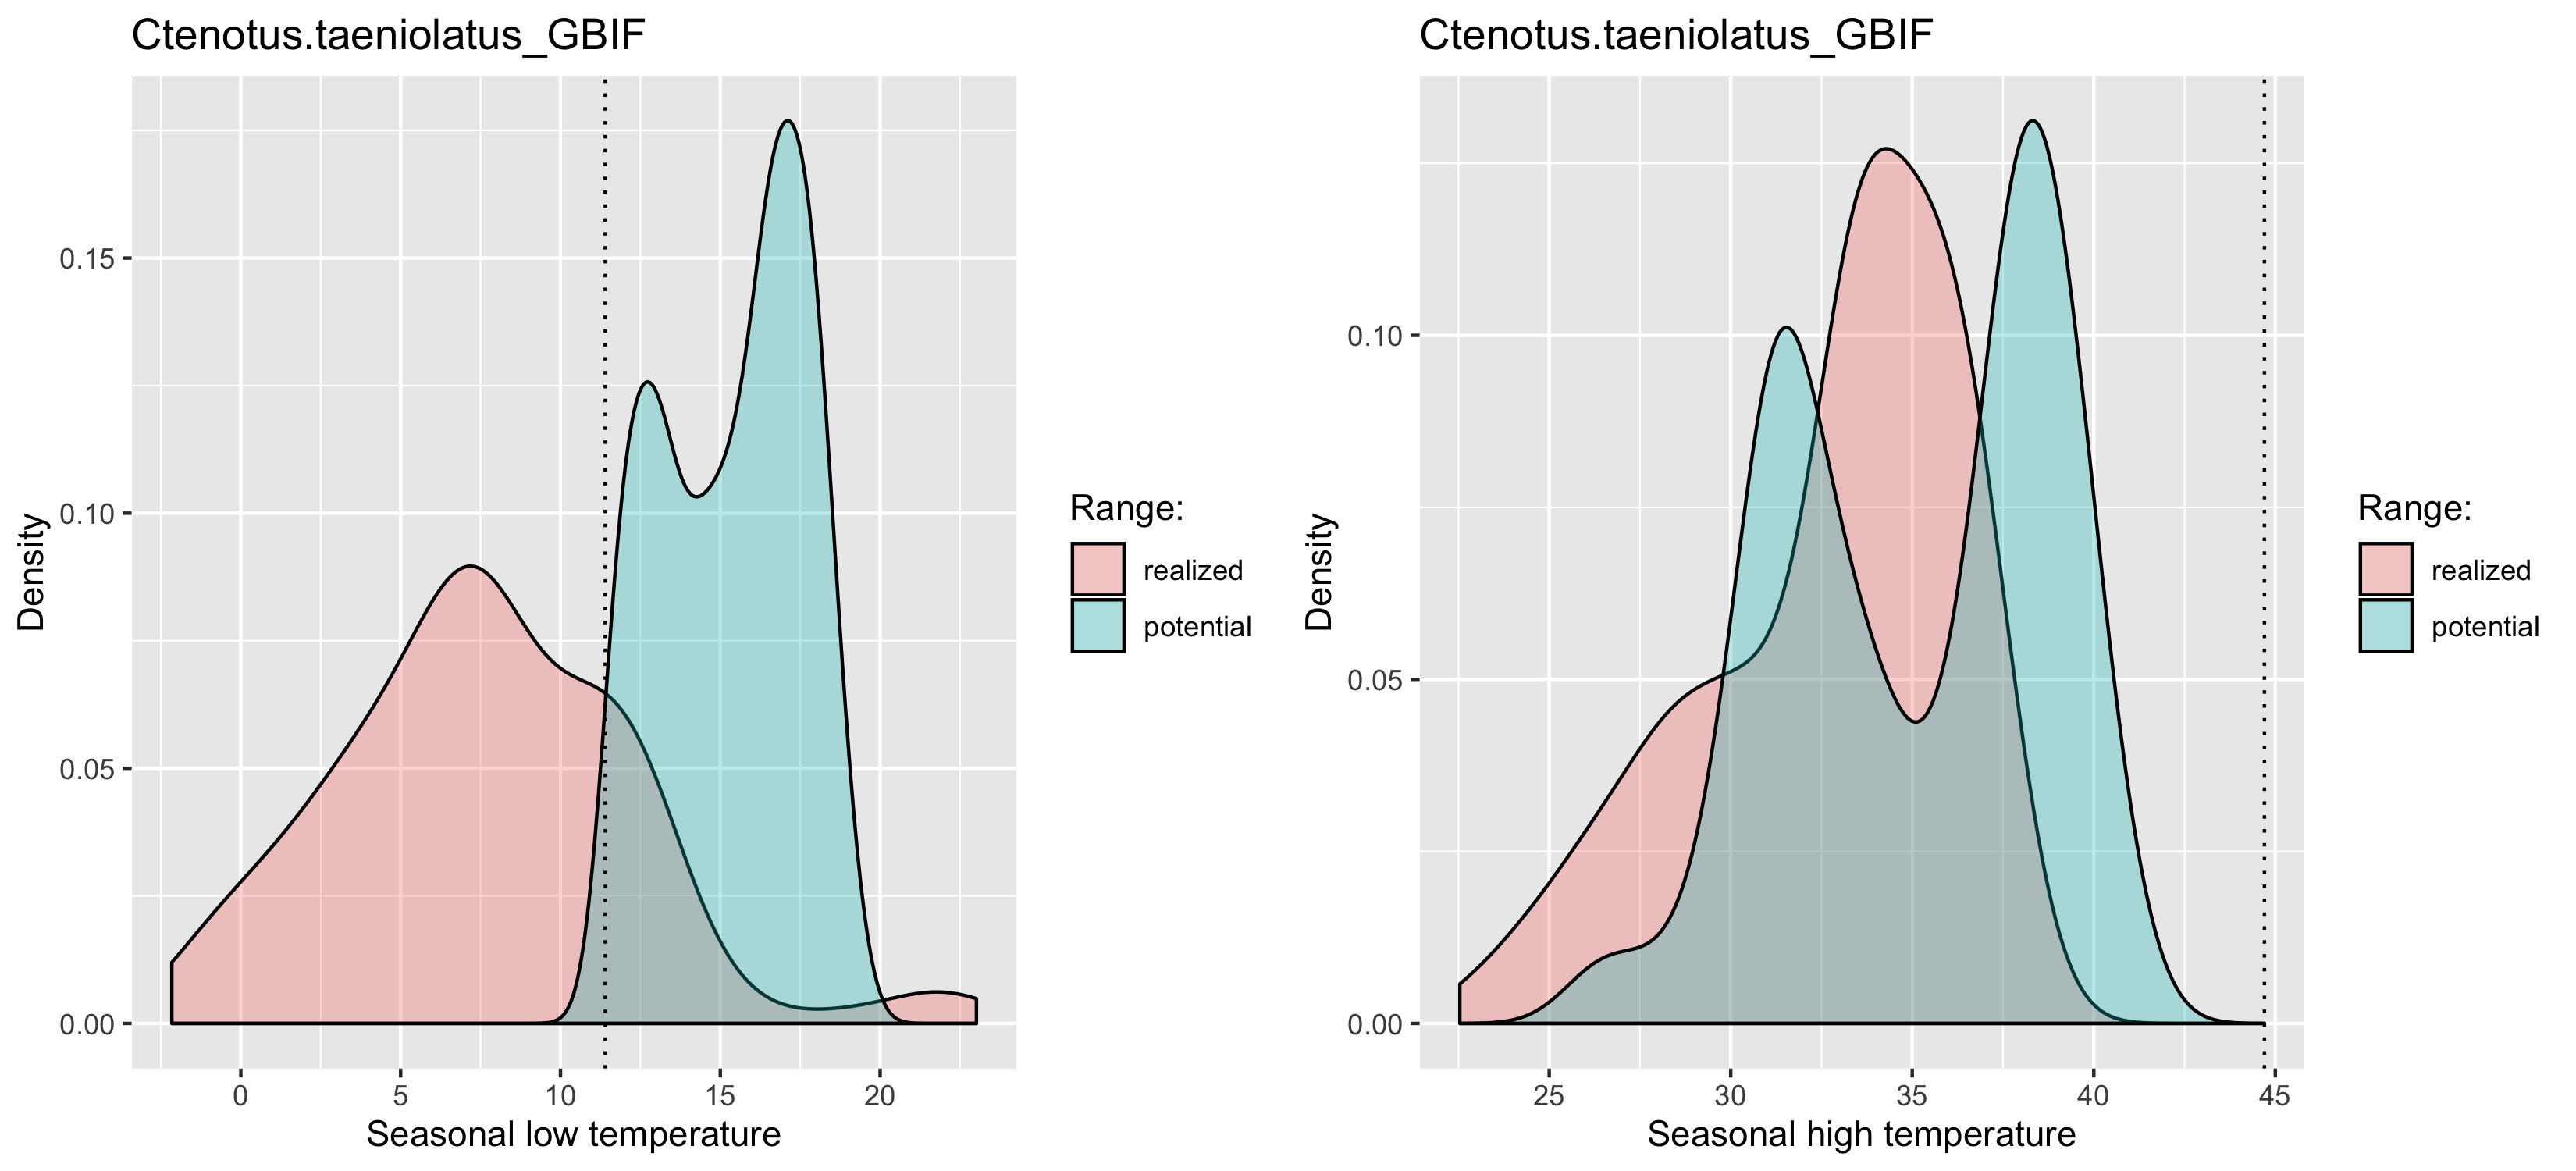 Ctenotus.taeniolatus_GBIF
0.15
0.10
0.05
0.00
Density
0
5
10
15
20
Seasonal low temperature
Range:
realized
potential
Ctenotus.taeniolatus_GBIF
0.10
0.05
0.00
Density
25
30
35
40
45
Seasonal high temperature
Range:
realized
potential